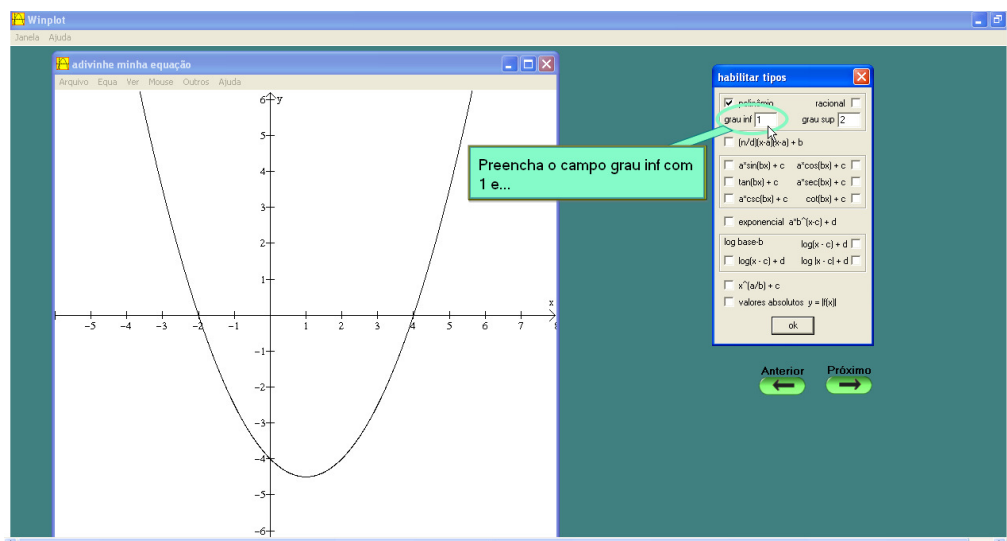 Winplot
Janela Ajuda
adivinhe minha equação
Arquivo Equa Ver Mouse Outros Ajuda
6 y
5
4
3
2
1
x
-5 -4 -3 -2 -1 1 2 3 4 5 6 7
-1
-2
-3
-4
-5
-6
habilitar tipos
polinômio racional
grau inf 1 grau sup 2
(n/d)(x-a)(x-a) + b
Preencha o campo grau inf com
1 e...
a*sin(bx) + c a*cos(bx) + c
tan(bx) + c a*sec(bx) + c
a*csc(bx) + c cot(bx) + c
exponencial a*b^(x-c) + d
log base-b log(x - c) + d
log(x - c) + d log |x - c| + d
x^(a/b) + c
valores absolutos y = |f(x)|
ok
Anterior Próximo